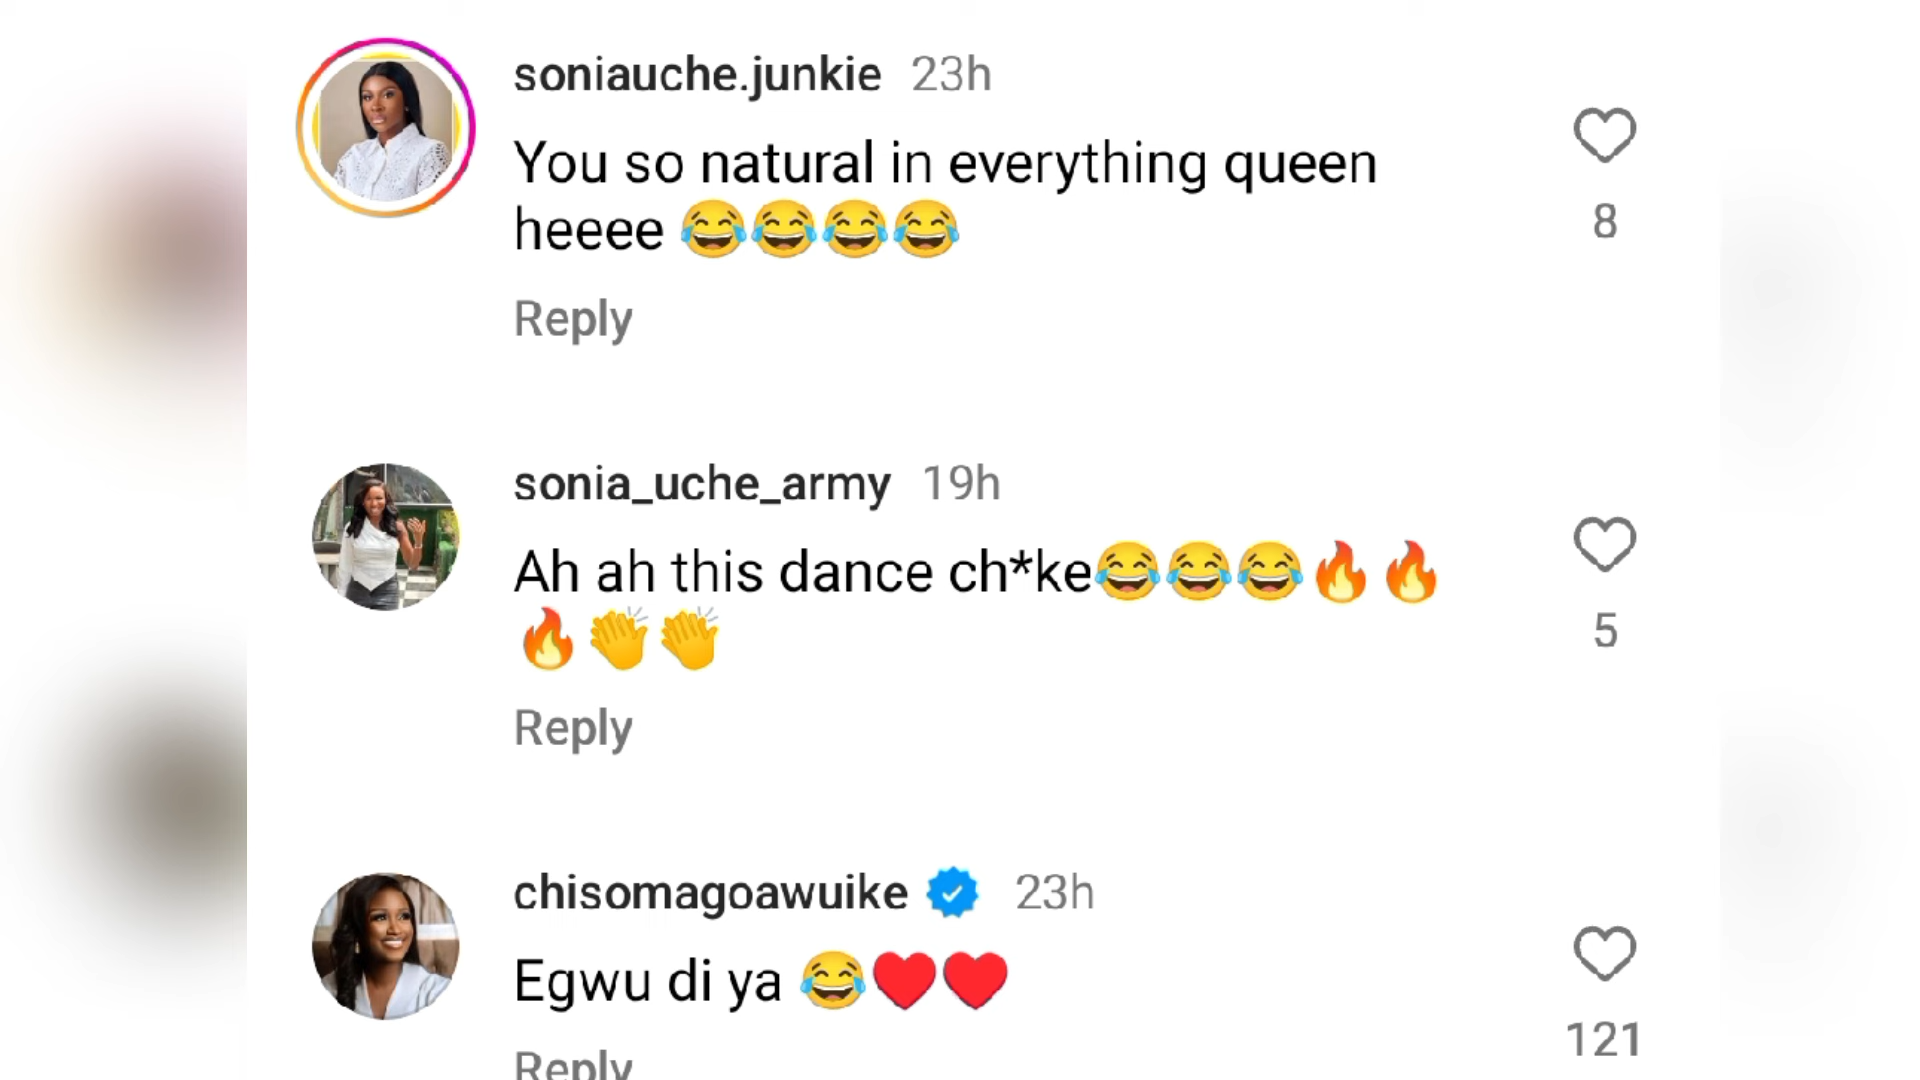 soniauche.junkie 23h
You so natural in everything queen
heeee 😂😂😂😂
8
Reply
sonia_uche_army 19h
Ah ah this dance ch*ke😂😂😂🔥🔥
🔥👏👏
5
Reply
chisomagoawuike 23h
Egwu di ya 😂❤️❤️
121
Reply